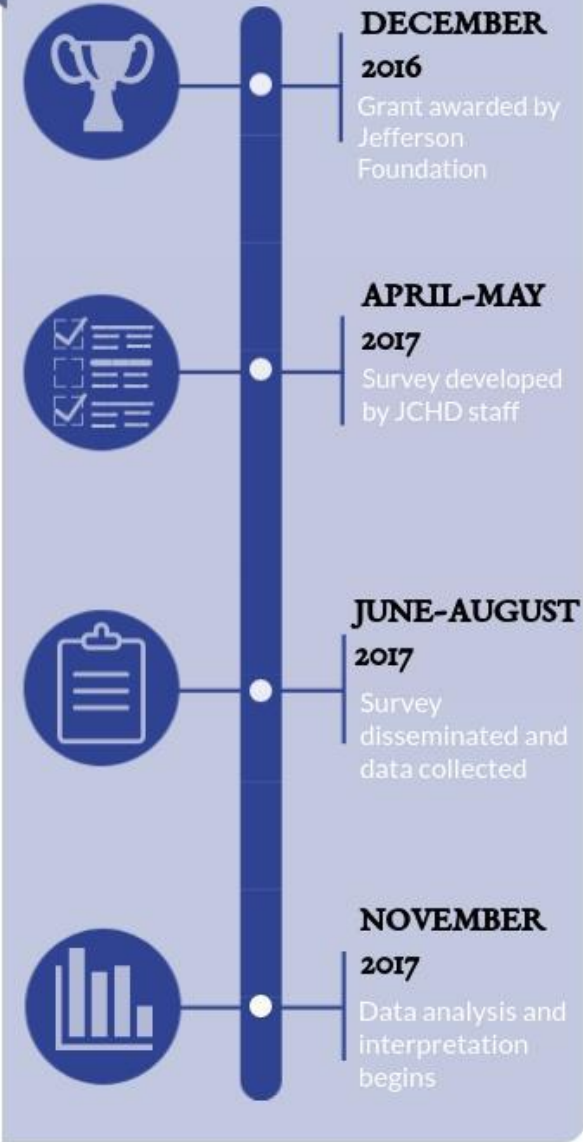 DECEMBER
2016
Grant awarded by
Jefferson
Foundation
APRIL-MAY
2017
Survey developed
by JCHD staff
JUNE-AUGUST
2017
Survey
disseminated and
data collected
NOVEMBER
2017
Data analysis and
interpretation
begins